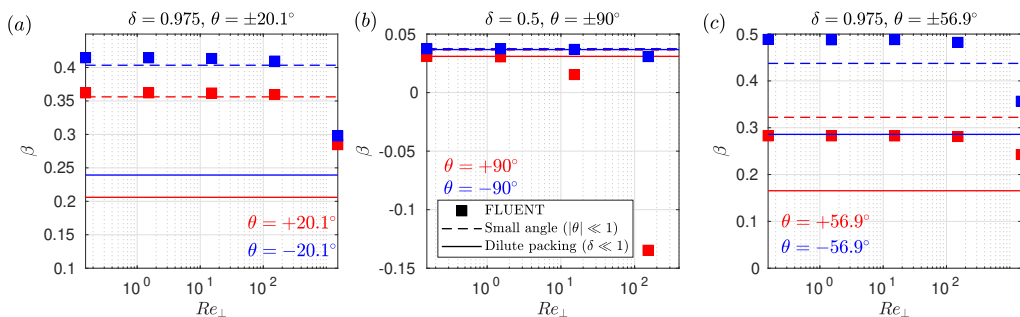 (a)
δ = 0.975, θ = ±20.1°
0.4
0.35
0.3
0.25
0.2
0.15
0.1
β
θ = +20.1°
θ = −20.1°
10^0
10^1
10^2
Re⊥
(b)
δ = 0.5, θ = ±90°
0.05
0
-0.05
-0.1
-0.15
β
θ = +90°
θ = −90°
FLUENT
Small angle (|θ| ≪ 1)
Dilute packing (δ ≪ 1)
10^0
10^1
10^2
Re⊥
(c)
δ = 0.975, θ = ±56.9°
0.5
0.4
0.3
0.2
0.1
0
β
θ = +56.9°
θ = −56.9°
10^0
10^1
10^2
Re⊥